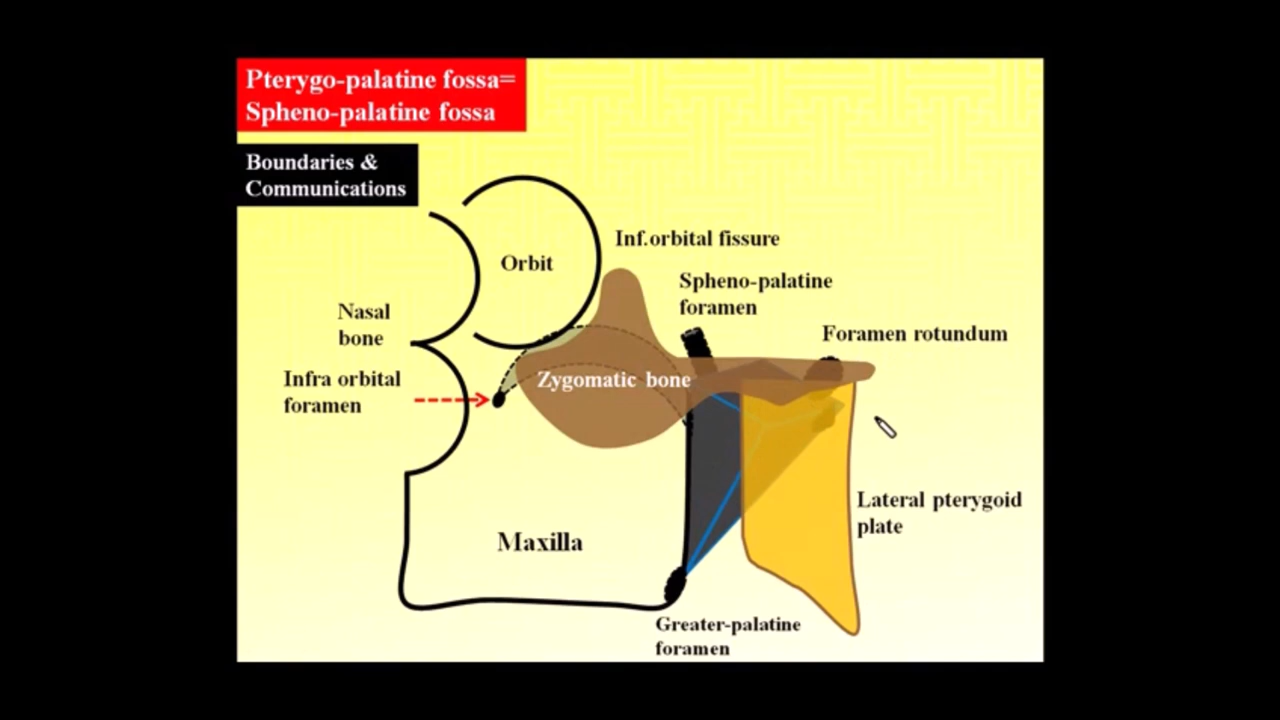 Pterygo-palatine fossa=
Spheno-palatine fossa
Boundaries &
Communications
Orbit
Inf.orbital fissure
Spheno-palatine
foramen
Nasal
bone
Foramen rotundum
Infra orbital
foramen
Zygomatic bone
Lateral pterygoid
plate
Maxilla
Greater-palatine
foramen